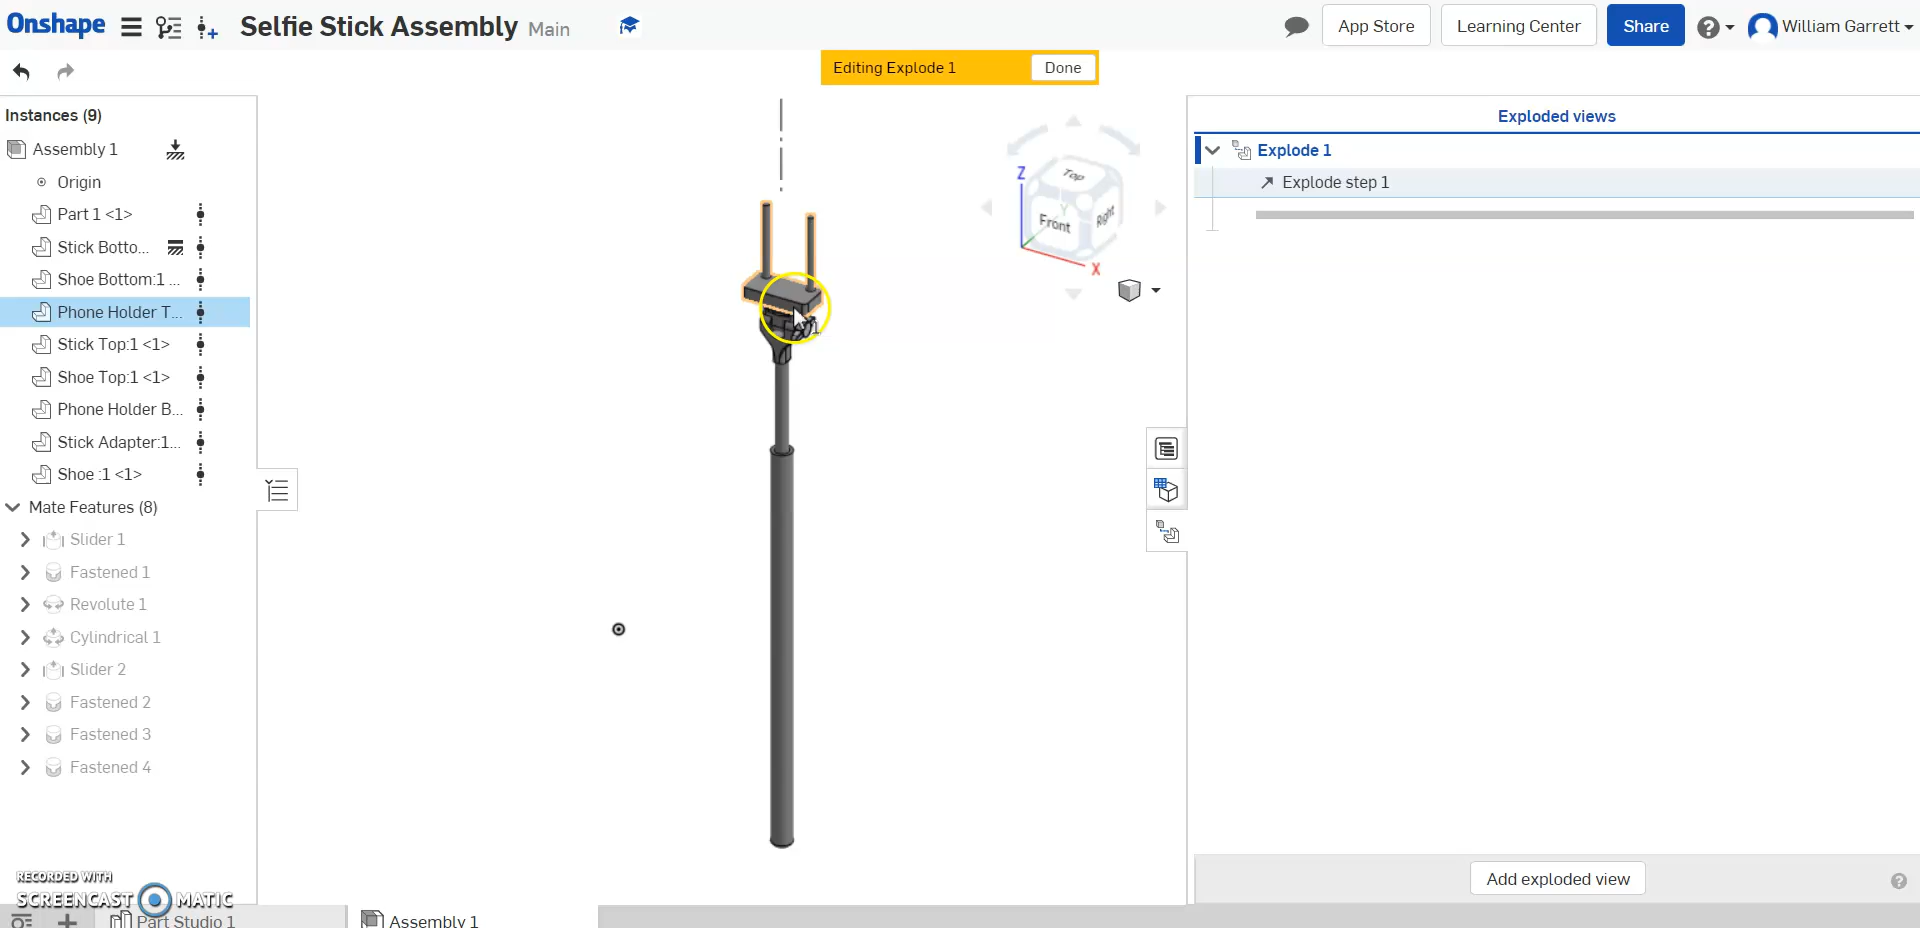 Onshape
Selfie Stick Assembly Main
App Store
Learning Center
Share
William Garrett
Editing Explode 1
Done
Instances (9)
Assembly 1
Origin
Part 1 <1>
Stick Botto...
Shoe Bottom:1 ...
Phone Holder T...
Stick Top:1 <1>
Shoe Top:1 <1>
Phone Holder B...
Stick Adapter:1...
Shoe :1 <1>
Mate Features (8)
Slider 1
Fastened 1
Revolute 1
Cylindrical 1
Slider 2
Fastened 2
Fastened 3
Fastened 4
Z
Top
Y
Front
Right
X
1
Exploded views
Explode 1
Explode step 1
Add exploded view
RECORDED WITH
SCREENCAST MATIC
Part Studio 1
Assembly 1